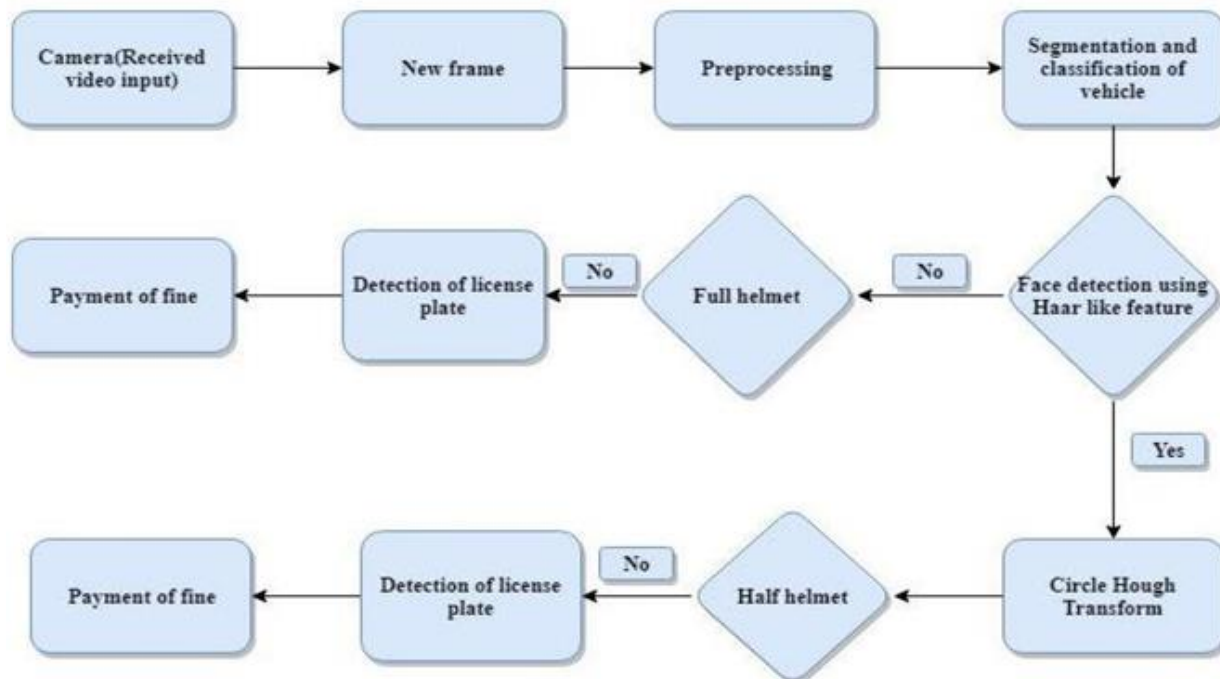 Camera(Received
video input)
New frame
Preprocessing
Segmentation and
classification of
vehicle
Payment of fine
Detection of license
plate
No
Full helmet
No
Face detection using
Haar like feature
Yes
Payment of fine
Detection of license
plate
No
Half helmet
Circle Hough
Transform